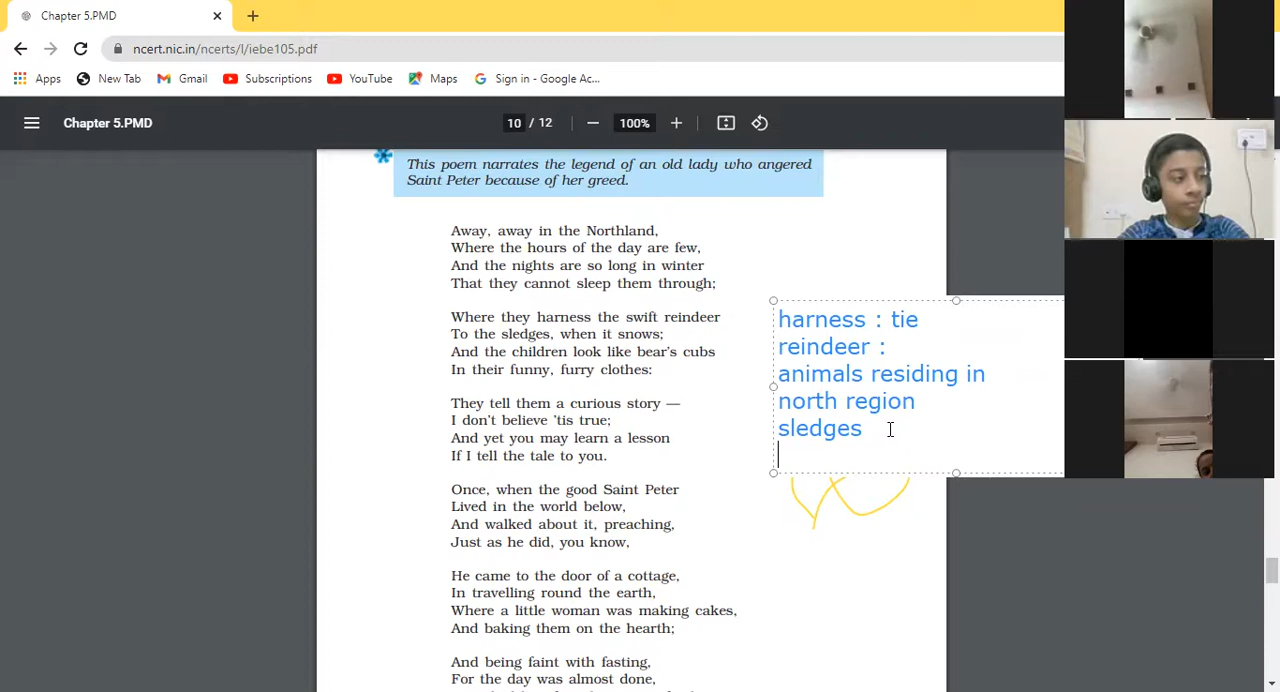 Chapter 5.PMD
ncert.nic.in/ncerts/l/iebe105.pdf
Apps New Tab Gmail Subscriptions YouTube Maps Sign in - Google Ac...
Chapter 5.PMD 10 / 12 100%
This poem narrates the legend of an old lady who angered
Saint Peter because of her greed.
Away, away in the Northland,
Where the hours of the day are few,
And the nights are so long in winter
That they cannot sleep them through;
Where they harness the swift reindeer
To the sledges, when it snows;
And the children look like bear's cubs
In their funny, furry clothes:
They tell them a curious story —
I don't believe 'tis true;
And yet you may learn a lesson
If I tell the tale to you.
Once, when the good Saint Peter
Lived in the world below,
And walked about it, preaching,
Just as he did, you know,
He came to the door of a cottage,
In travelling round the earth,
Where a little woman was making cakes,
And baking them on the hearth;
And being faint with fasting,
For the day was almost done,
harness : tie
reindeer :
animals residing in
north region
sledges